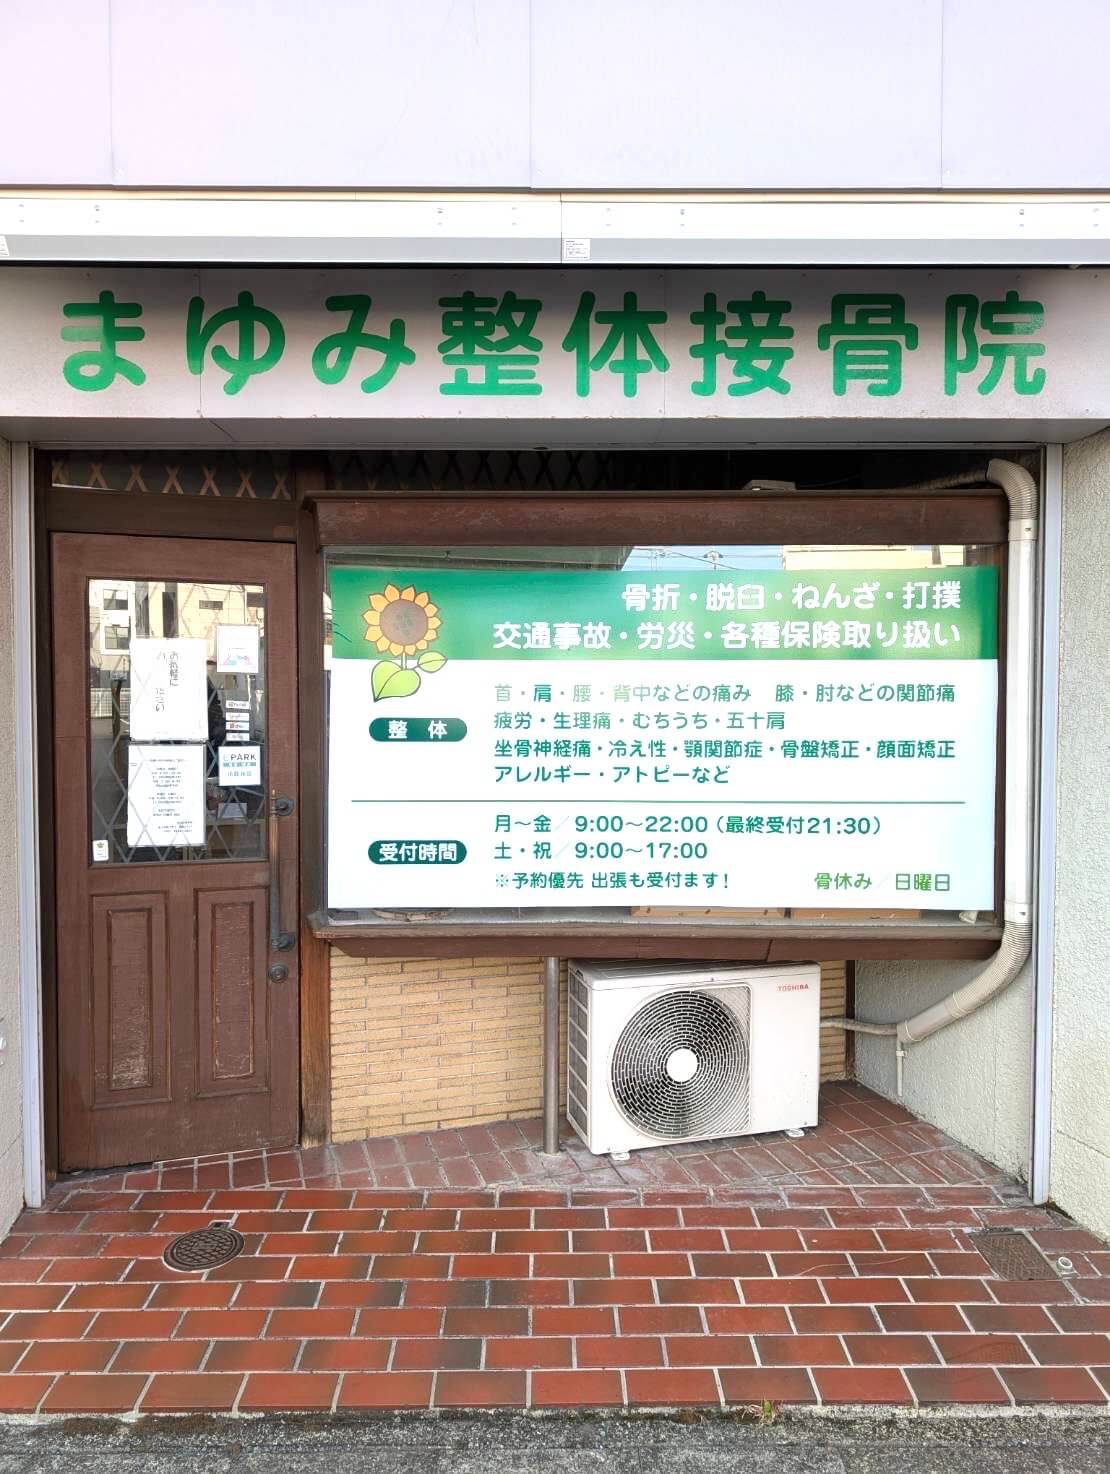 まゆみ整体接骨院
骨折・脱臼・ねんざ・打撲
交通事故・労災・各種保険取り扱い
整体
首・肩・腰・背中などの痛み　膝・肘などの関節痛
疲労・生理痛・むちうち・五十肩
坐骨神経痛・冷え性・顎関節症・骨盤矯正・顔面矯正
アレルギー・アトピーなど
受付時間
月～金／9:00～22:00（最終受付21:30）
土・祝／9:00～17:00
※予約優先 出張も受付ます！
骨休み／日曜日
お気軽に
EPARK
TOSHIBA